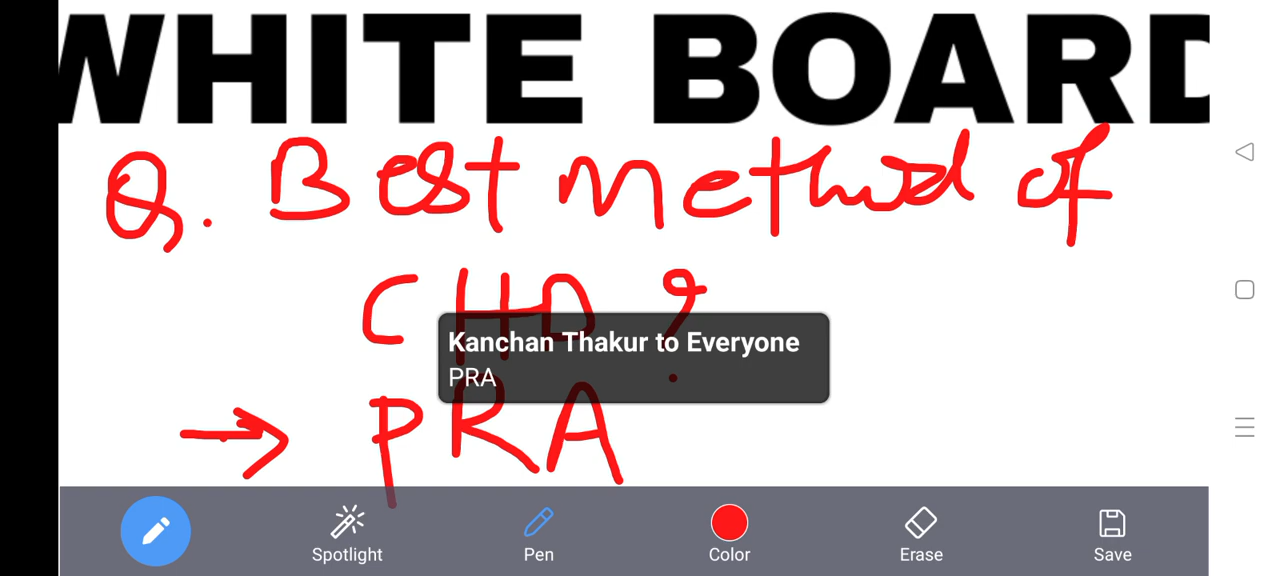 WHITE BOARD
Q. Best Method of
CHD ?
Kanchan Thakur to Everyone
PRA
→ PRA
Spotlight Pen Color Erase Save